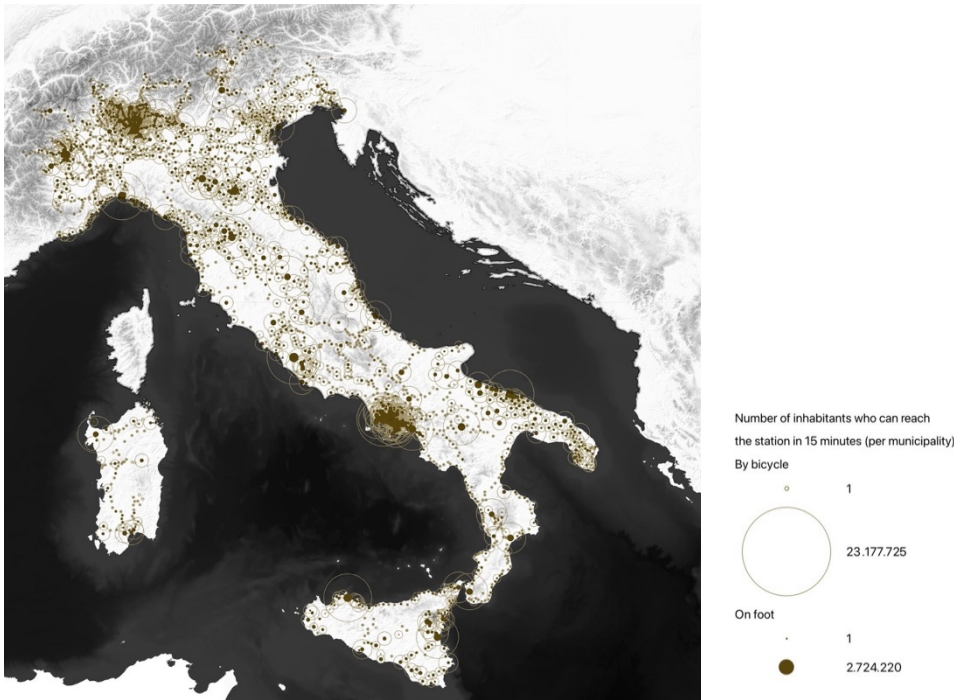 Number of inhabitants who can reach
the station in 15 minutes (per municipality)
By bicycle
1
23.177.725
On foot
1
2.724.220